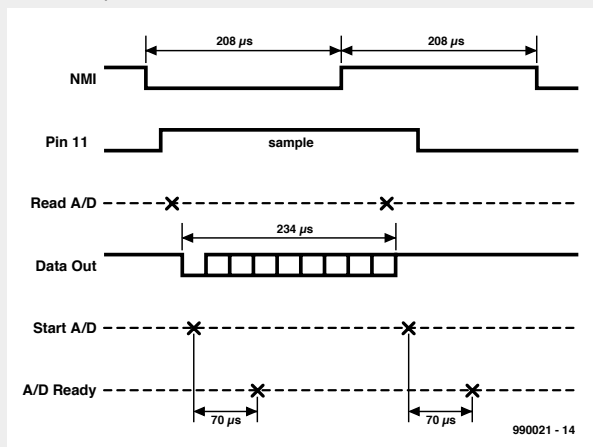 208 µs 208 µs
NMI
Pin 11 sample
Read A/D
234 µs
Data Out
Start A/D
A/D Ready
70 µs 70 µs
990021 - 14